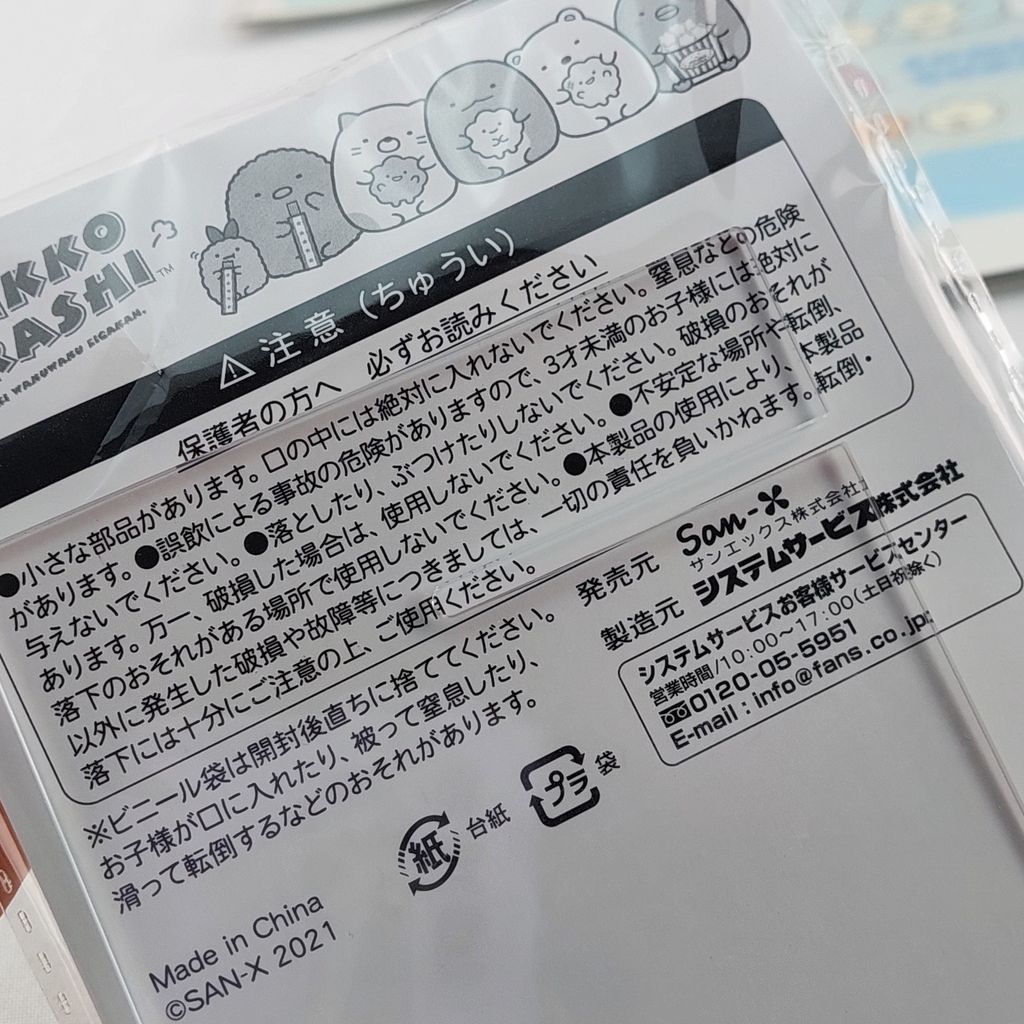 IKKO
RASHI™
WAKUWAKU EIGAKAN.
⚠注意(ちゅうい)
保護者の方へ 必ずお読みください
●小さな部品があります。口の中には絶対に入れないでください。窒息などの危険
があります。●誤飲による事故の危険がありますので、3才未満のお子様には絶対に
与えないでください。●落としたり、ぶつけたりしないでください。破損のおそれが
あります。万一、破損した場合は、使用しないでください。●不安定な場所や転倒、
落下のおそれがある場所で使用しないでください。●本製品の使用により、本製品
以外に発生した破損や故障等につきましては、一切の責任を負いかねます。転倒・
落下には十分にご注意の上、ご使用ください。
※ビニール袋は開封後直ちに捨ててください。
お子様が口に入れたり、被って窒息したり、
滑って転倒するなどのおそれがあります。
発売元 San-X
サンエックス株式会社
製造元 システムサービス株式会社
システムサービスお客様サービスセンター
営業時間/10:00〜17:00(土日祝除く)
0120-05-5951
E-mail : info@fans.co.jp
紙 台紙
プラ 袋
Made in China
©SAN-X 2021